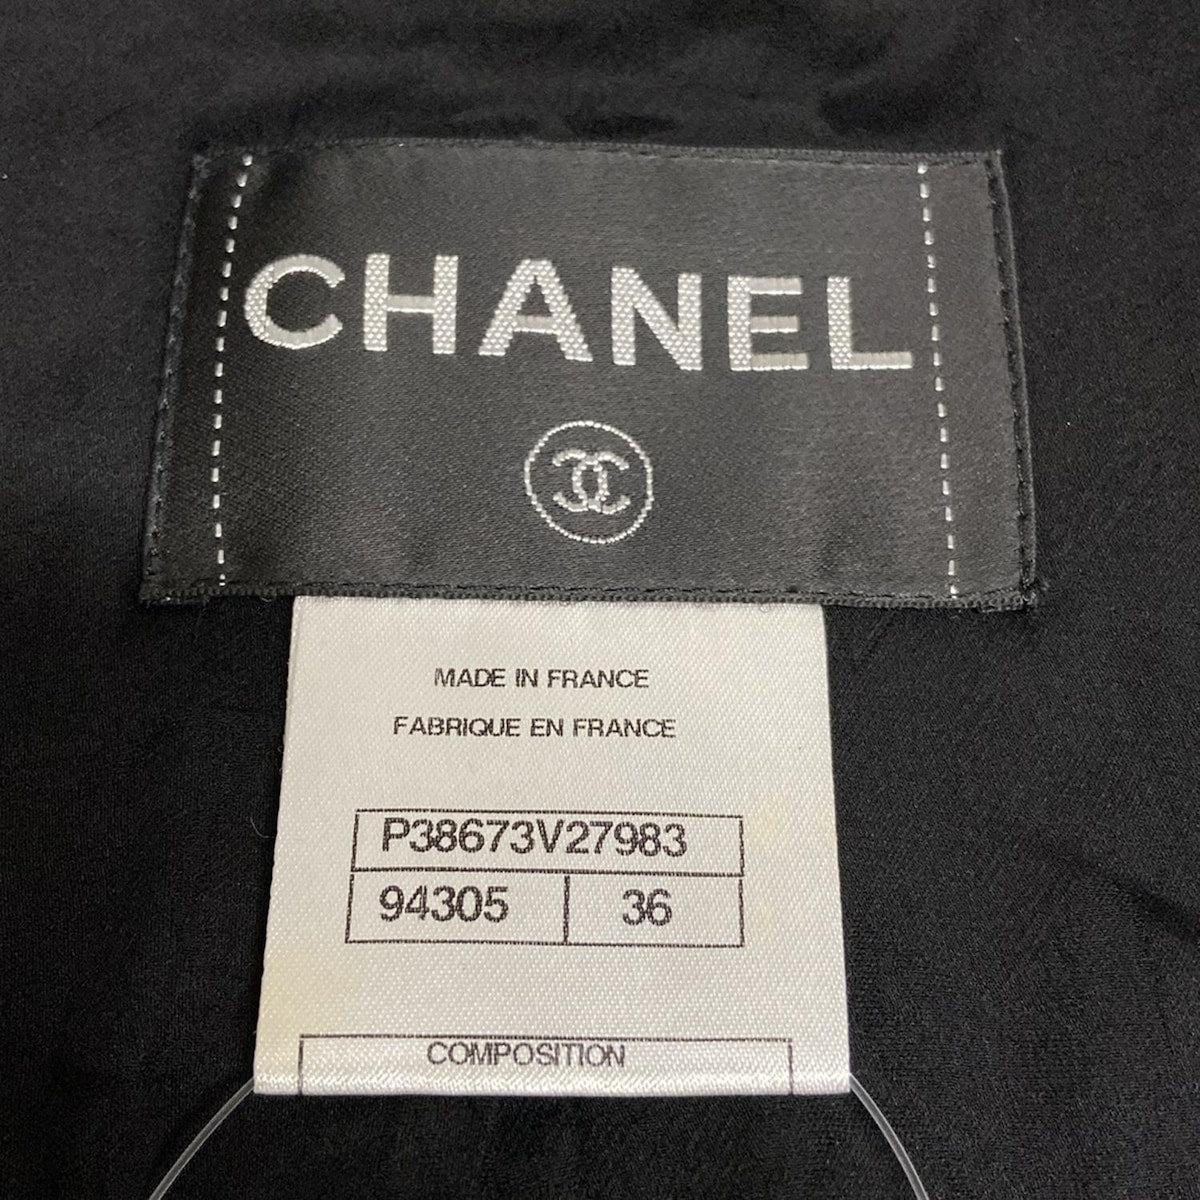 CHANEL
MADE IN FRANCE
FABRIQUE EN FRANCE
P38673V27983
94305 36
COMPOSITION